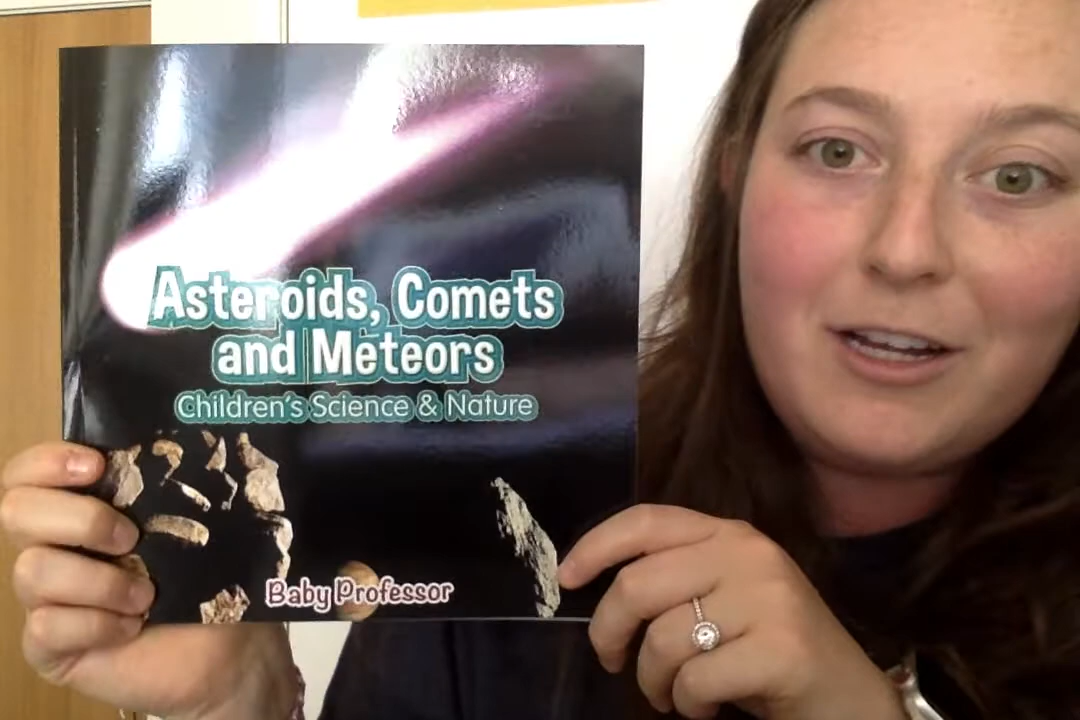 Asteroids, Comets
and Meteors
Children's Science & Nature
Baby Professor